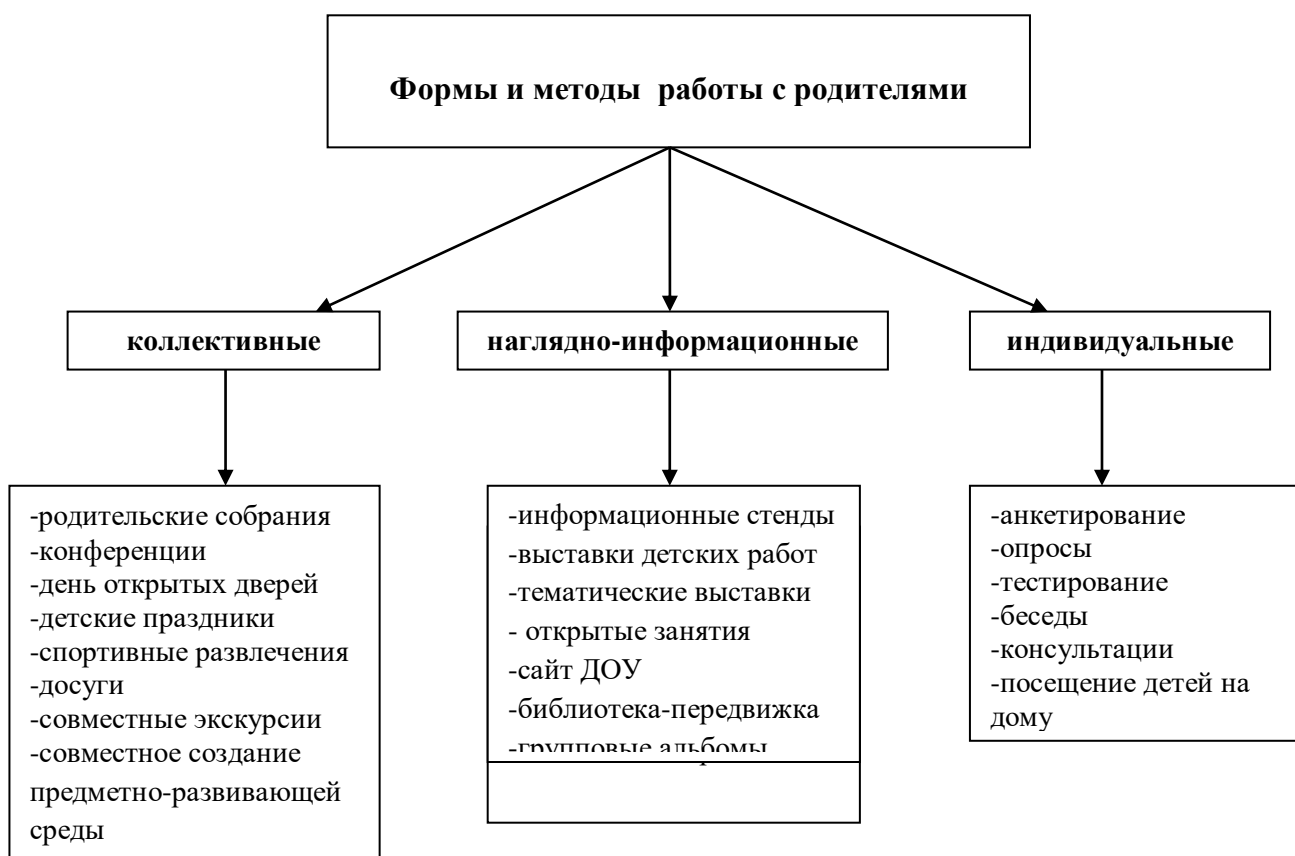 Формы и методы работы с родителями
коллективные
наглядно-информационные
индивидуальные
-родительские собрания
-конференции
-день открытых дверей
-детские праздники
-спортивные развлечения
-досуги
-совместные экскурсии
-совместное создание
предметно-развивающей
среды
-информационные стенды
-выставки детских работ
-тематические выставки
- открытые занятия
-сайт ДОУ
-библиотека-передвижка
-групповые альбомы
-анкетирование
-опросы
-тестирование
-беседы
-консультации
-посещение детей на
дому